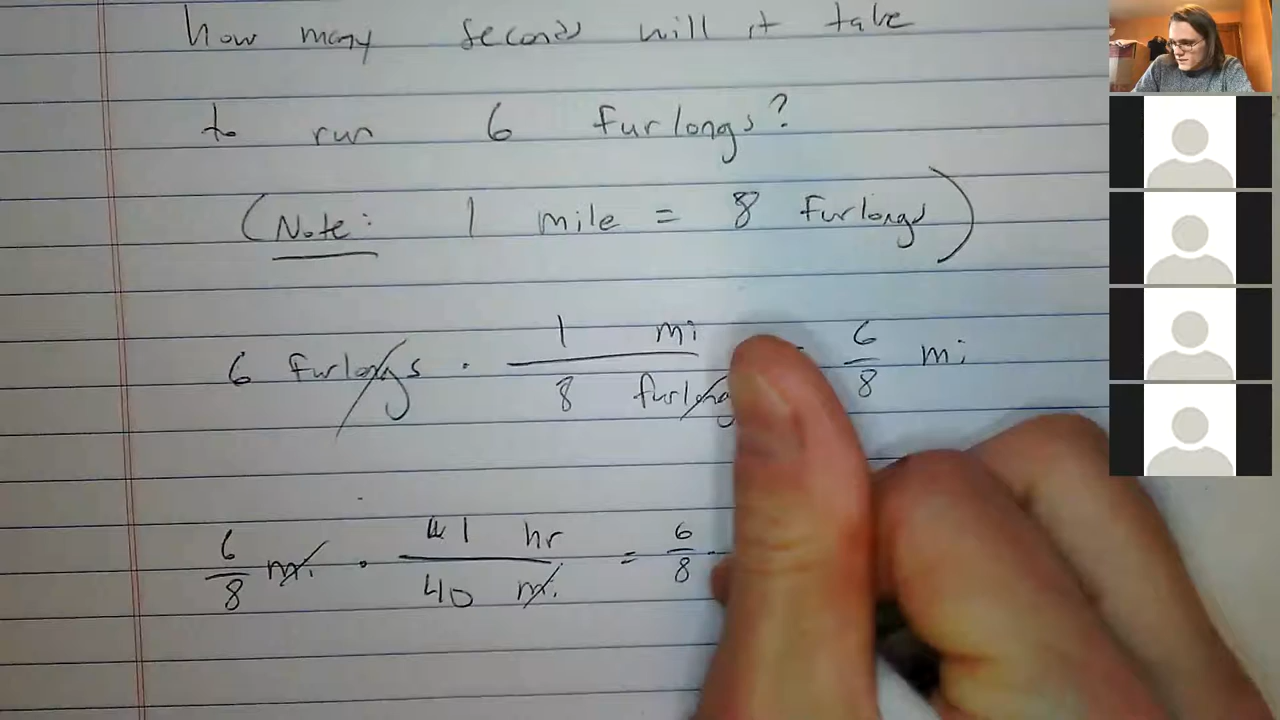 how many seconds will it take
to run 6 furlongs?
(Note: 1 mile = 8 furlongs)
6 furlongs · 1 mi / 8 furlong = 6/8 mi
6/8 mi · 1 hr / 40 mi = 6/8 ·